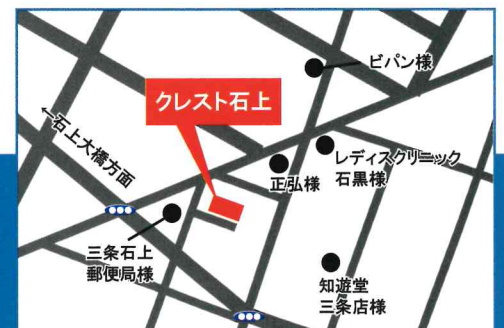 ビパン様
クレスト石上
←石上大橋方面
レディスクリニック
石黒様
正弘様
三条石上
郵便局様
知遊堂
三条店様